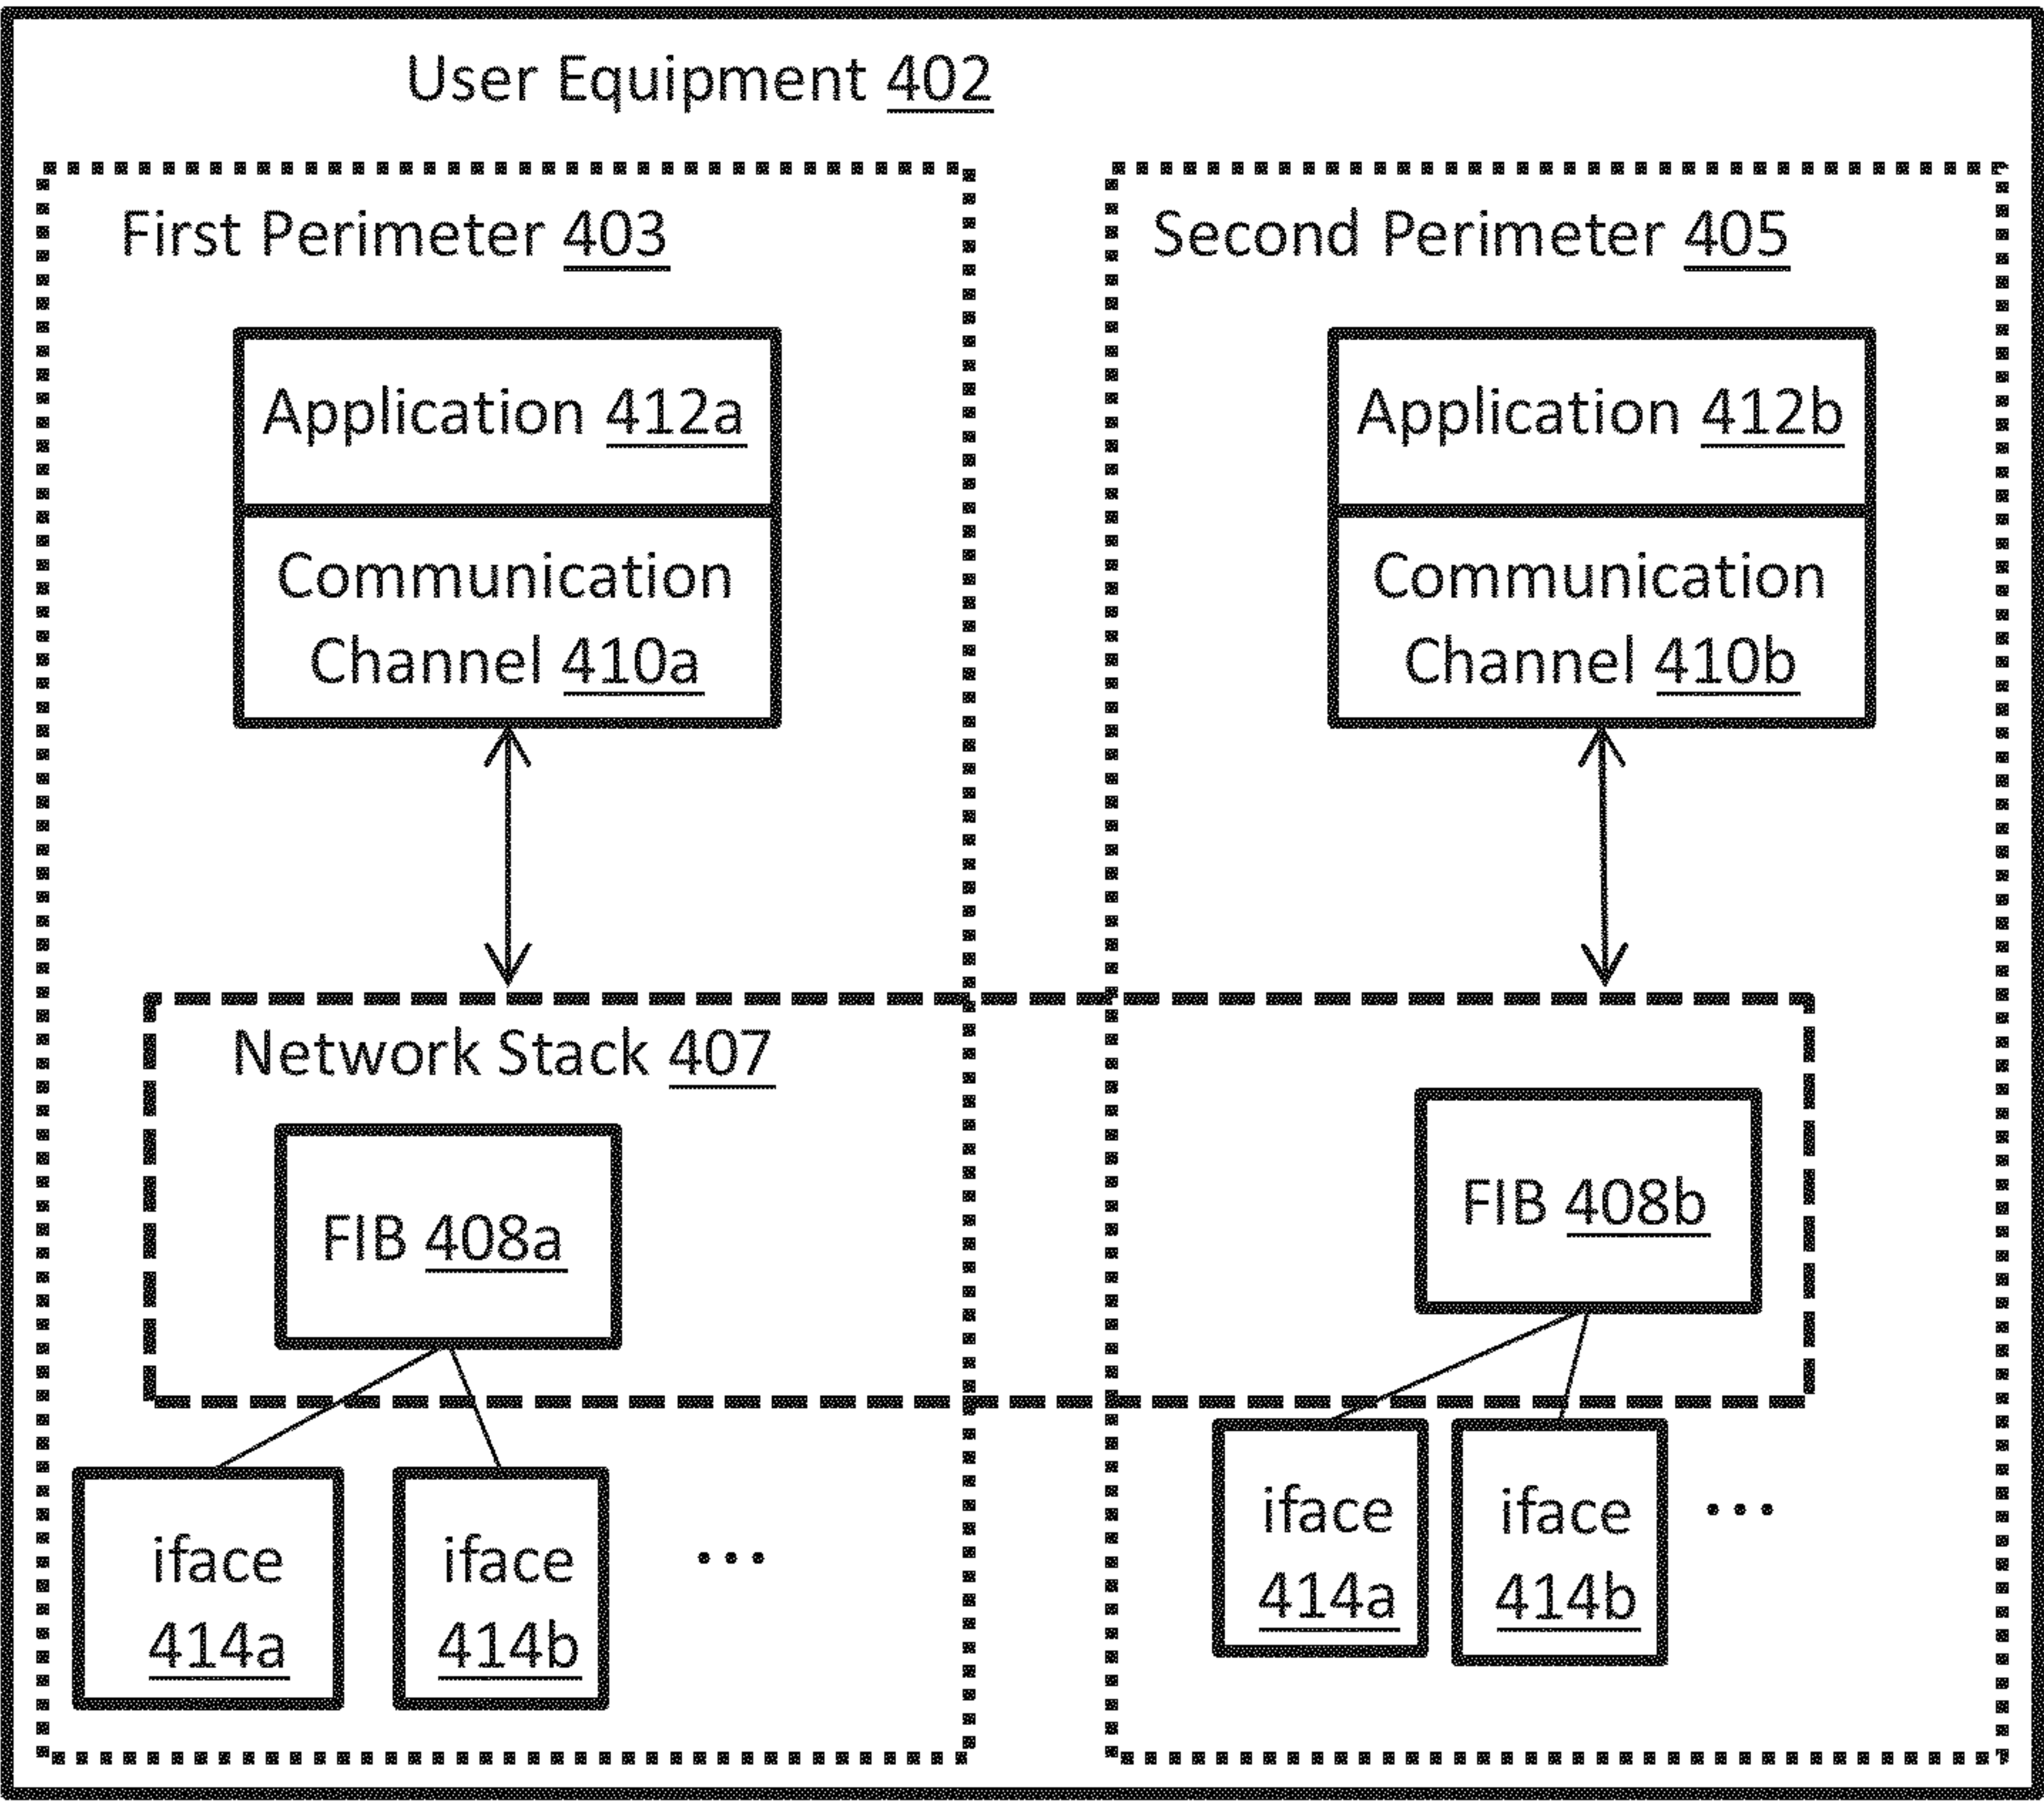 User Equipment 402
First Perimeter 403
Application 412a
Communication
Channel 410a
Network Stack 407
FIB 408a
iface
414a
iface
414b
...
Second Perimeter 405
Application 412b
Communication
Channel 410b
FIB 408b
iface
414a
iface
414b
...